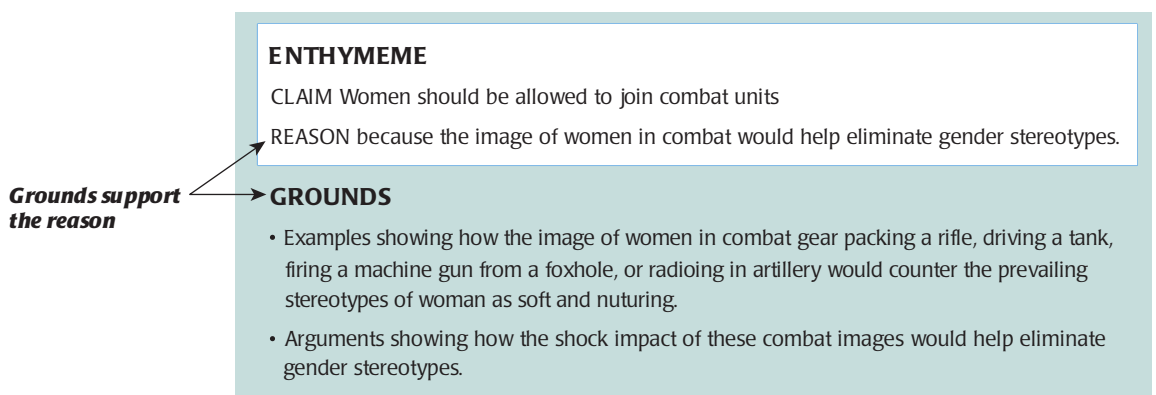 ENTHYMEME
CLAIM Women should be allowed to join combat units
REASON because the image of women in combat would help eliminate gender stereotypes.
Grounds support
the reason
GROUNDS
• Examples showing how the image of women in combat gear packing a rifle, driving a tank,
firing a machine gun from a foxhole, or radioing in artillery would counter the prevailing
stereotypes of woman as soft and nuturing.
• Arguments showing how the shock impact of these combat images would help eliminate
gender stereotypes.